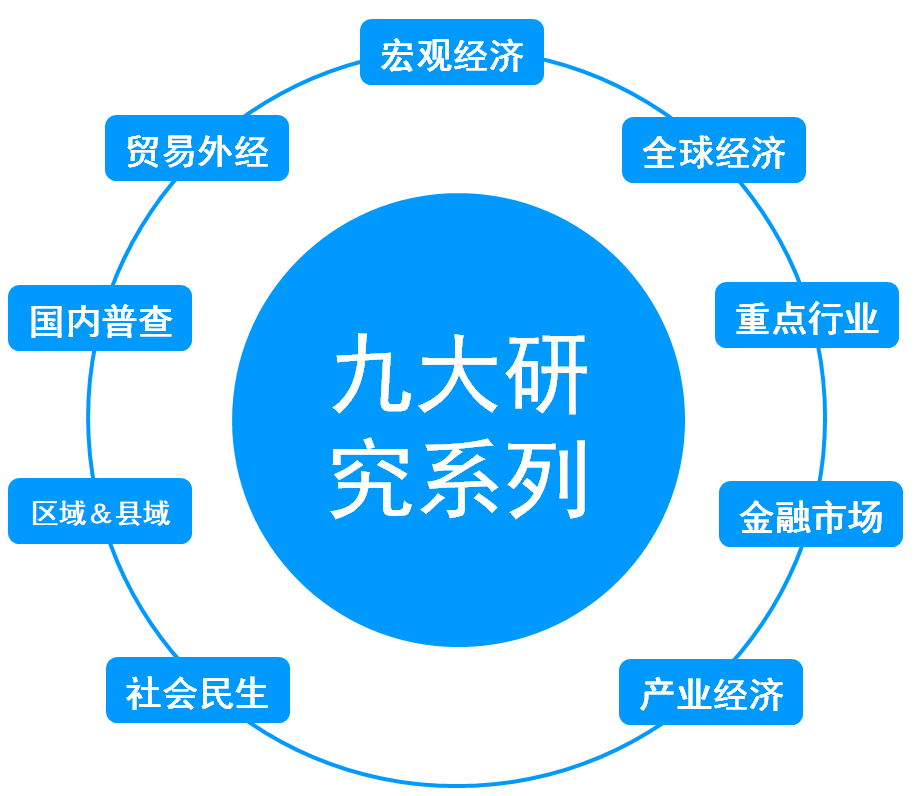 宏观经济
贸易外经
全球经济
国内普查
重点行业
九大研
究系列
区域&县域
金融市场
社会民生
产业经济